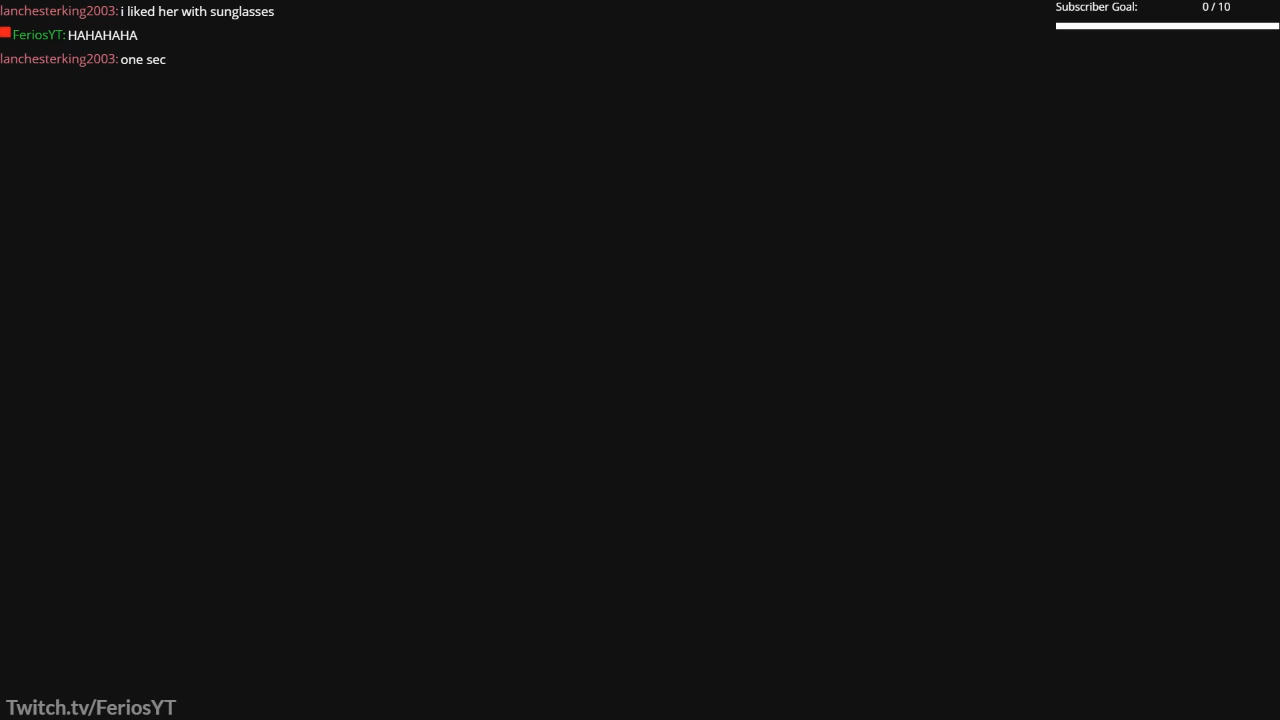 lanchesterking2003: i liked her with sunglasses
Subscriber Goal: 0 / 10
FeriosYT: HAHAHAHA
lanchesterking2003: one sec
Twitch.tv/FeriosYT